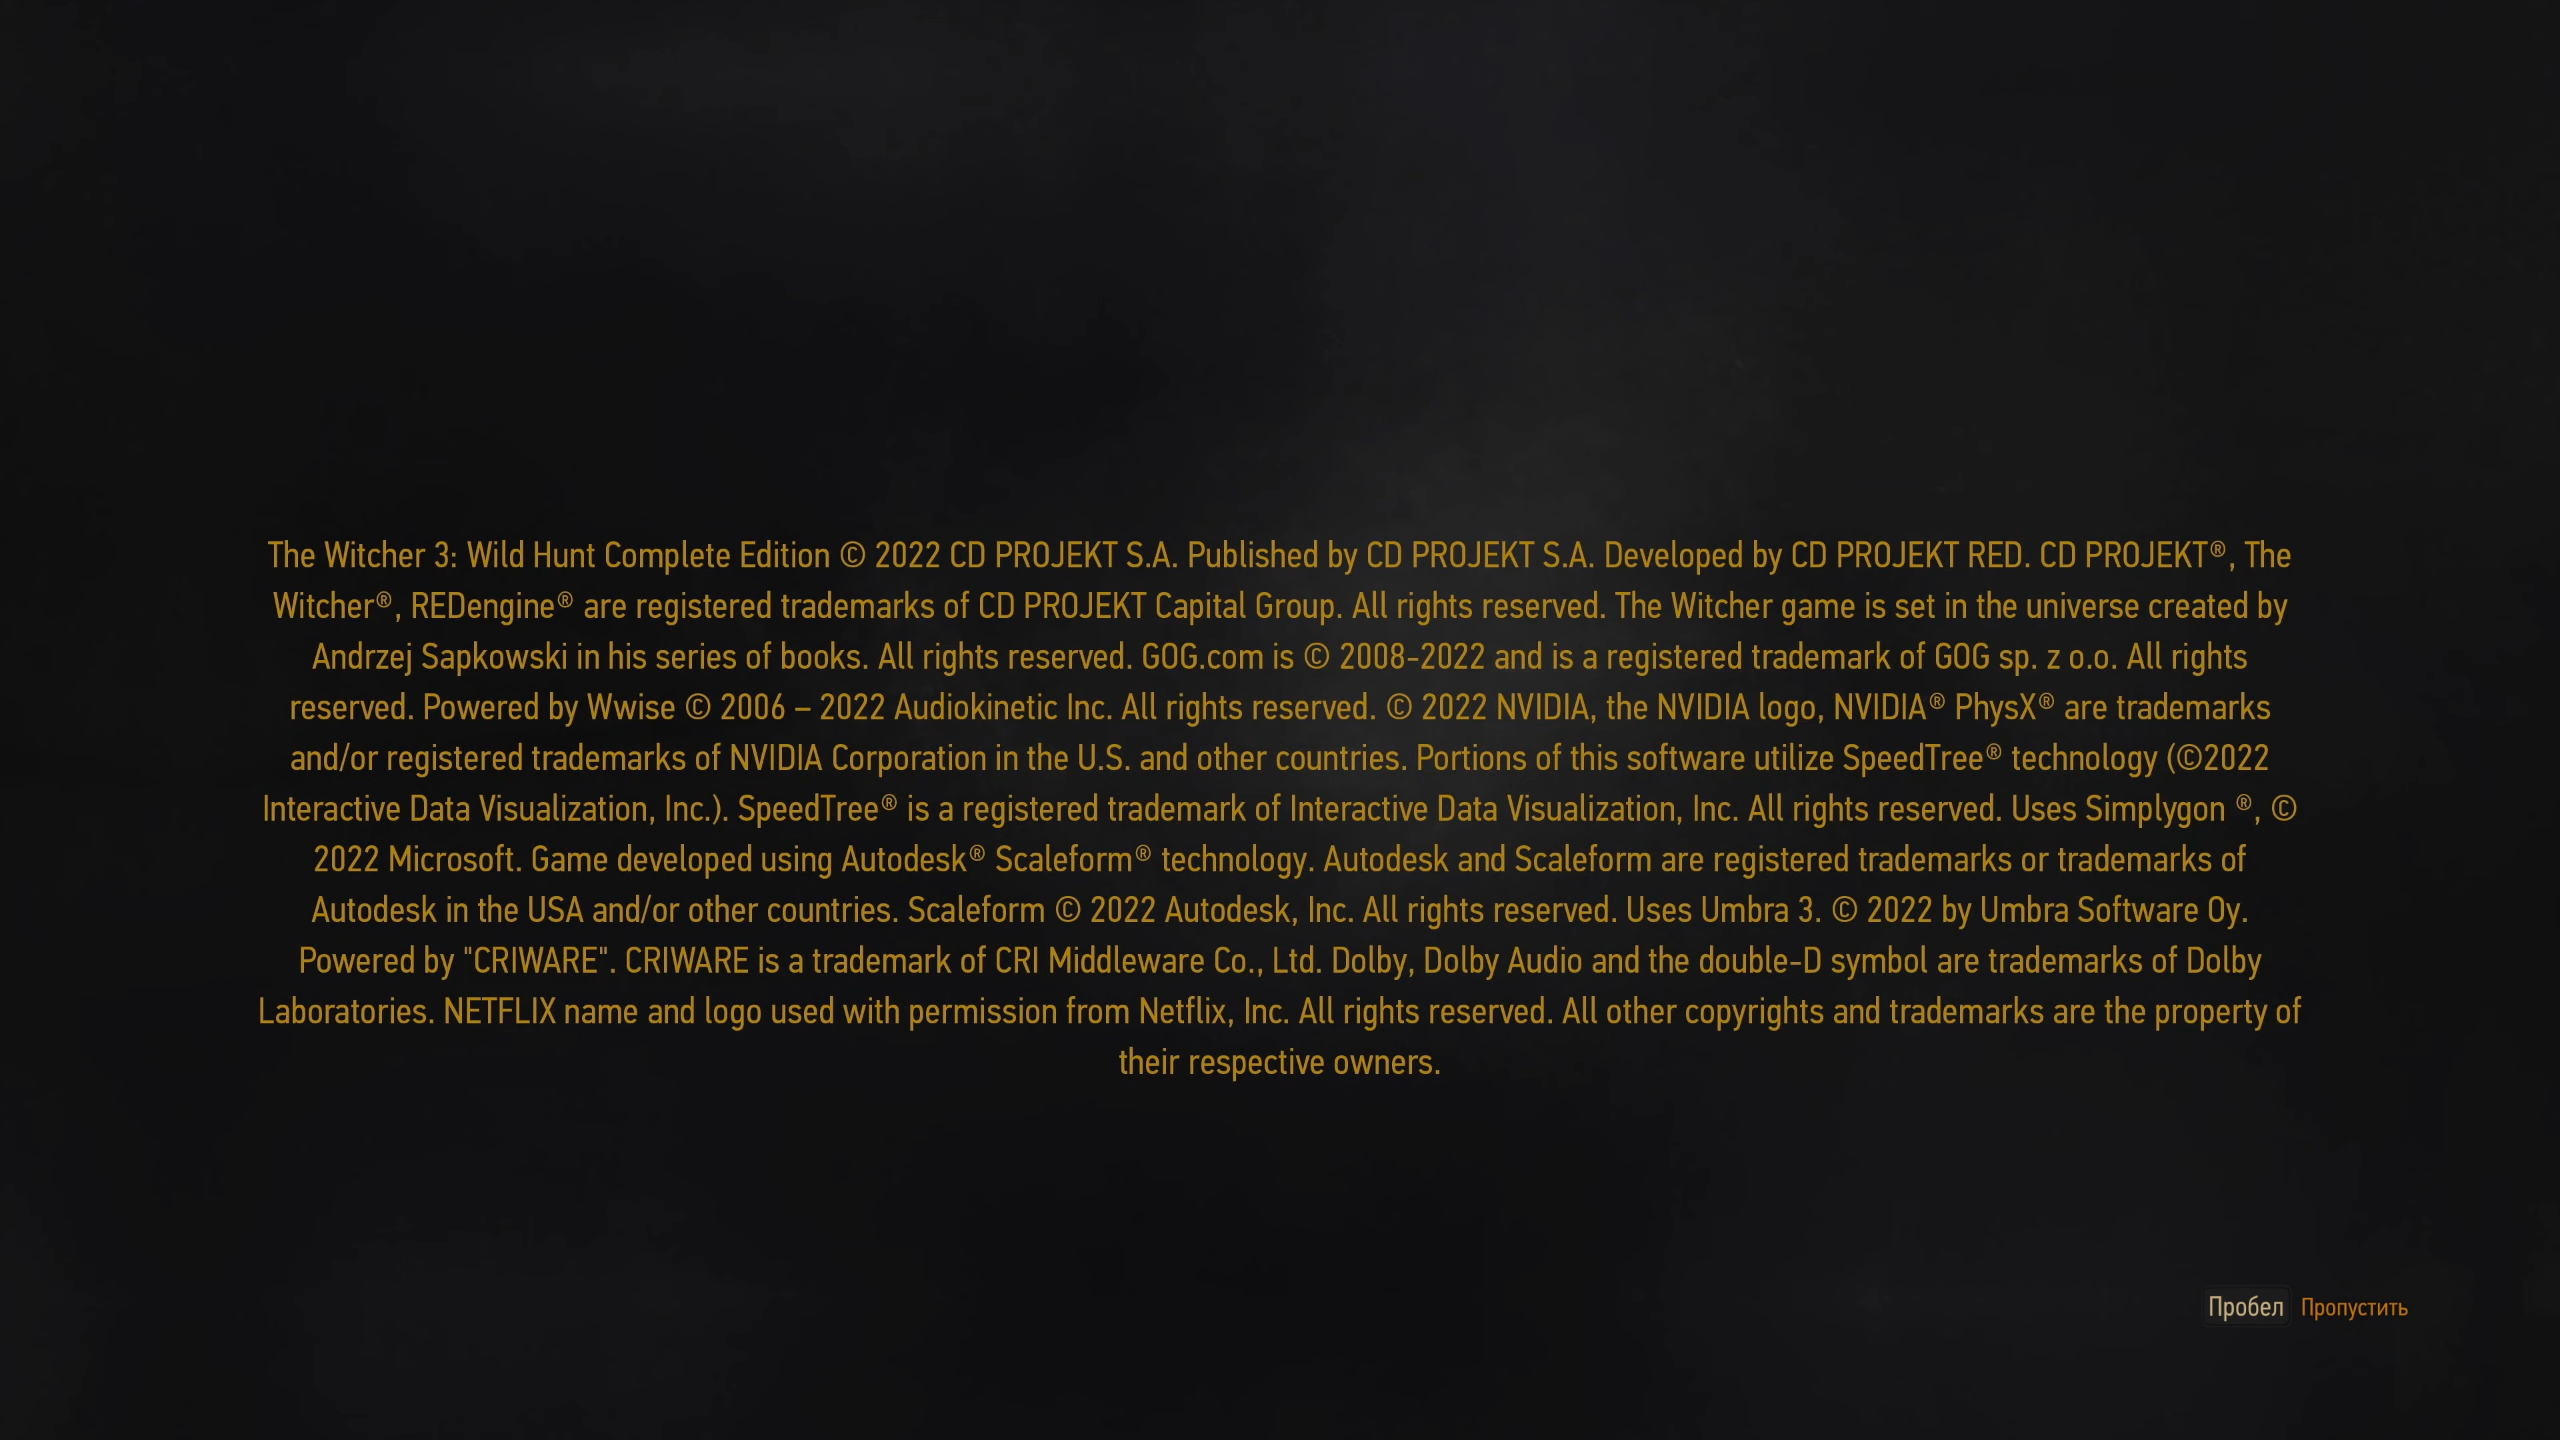 The Witcher 3: Wild Hunt Complete Edition © 2022 CD PROJEKT S.A. Published by CD PROJEKT S.A. Developed by CD PROJEKT RED. CD PROJEKT®, The
Witcher®, REDengine® are registered trademarks of CD PROJEKT Capital Group. All rights reserved. The Witcher game is set in the universe created by
Andrzej Sapkowski in his series of books. All rights reserved. GOG.com is © 2008-2022 and is a registered trademark of GOG sp. z o.o. All rights
reserved. Powered by Wwise © 2006 – 2022 Audiokinetic Inc. All rights reserved. © 2022 NVIDIA, the NVIDIA logo, NVIDIA® PhysX® are trademarks
and/or registered trademarks of NVIDIA Corporation in the U.S. and other countries. Portions of this software utilize SpeedTree® technology (©2022
Interactive Data Visualization, Inc.). SpeedTree® is a registered trademark of Interactive Data Visualization, Inc. All rights reserved. Uses Simplygon ®, ©
2022 Microsoft. Game developed using Autodesk® Scaleform® technology. Autodesk and Scaleform are registered trademarks or trademarks of
Autodesk in the USA and/or other countries. Scaleform © 2022 Autodesk, Inc. All rights reserved. Uses Umbra 3. © 2022 by Umbra Software Oy.
Powered by "CRIWARE". CRIWARE is a trademark of CRI Middleware Co., Ltd. Dolby, Dolby Audio and the double-D symbol are trademarks of Dolby
Laboratories. NETFLIX name and logo used with permission from Netflix, Inc. All rights reserved. All other copyrights and trademarks are the property of
their respective owners.
Пробел Пропустить